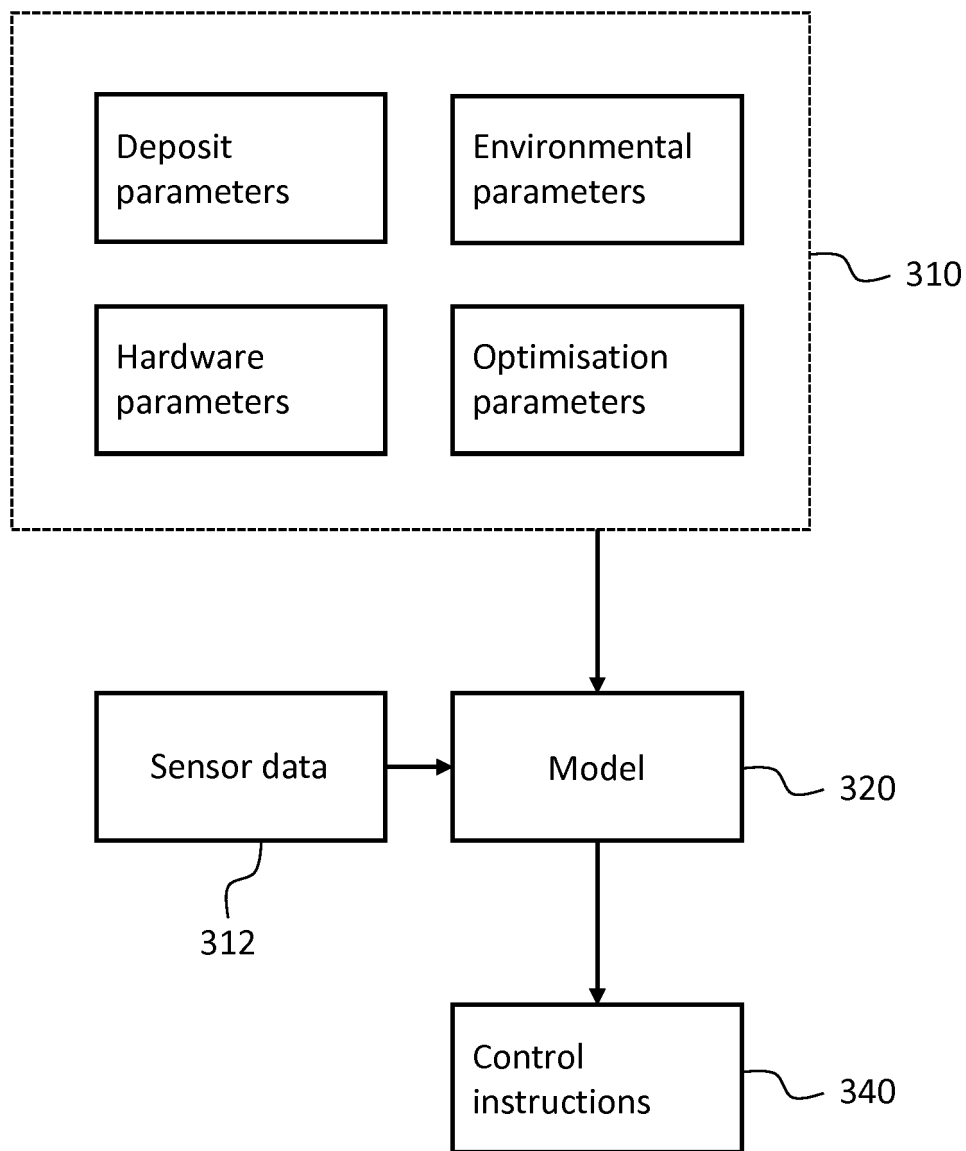 Deposit
parameters
Environmental
parameters
310
Hardware
parameters
Optimisation
parameters
Sensor data
Model
320
312
Control
instructions
340